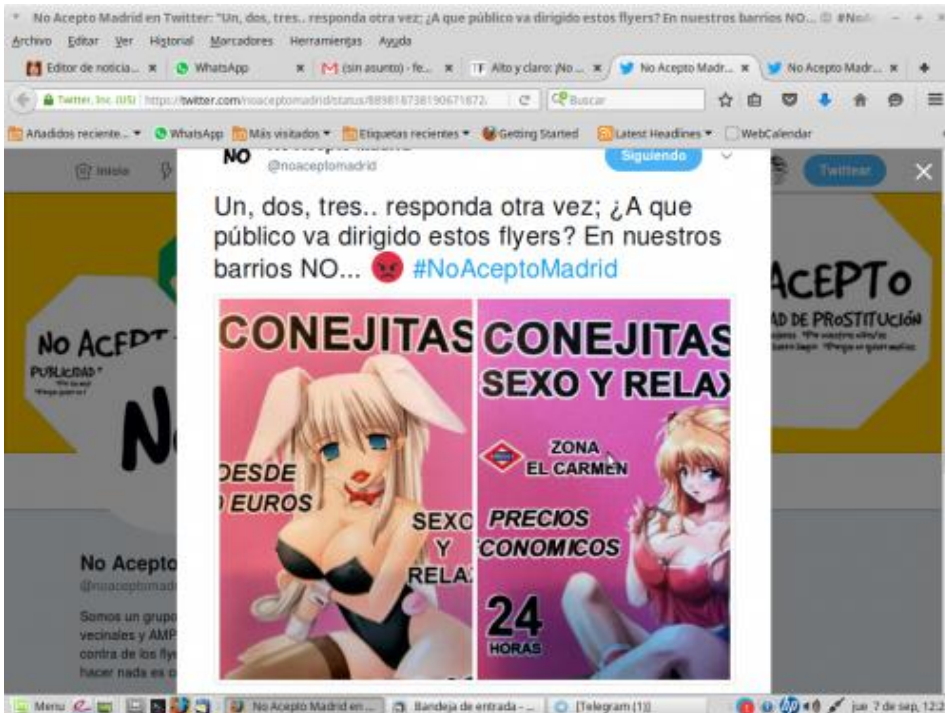 No Acepto Madrid en Twitter: "Un, dos, tres.. responda otra vez; ¿A que público va dirigido estos flyers? En nuestros barrios NO...
Archivo Editar Ver Historial Marcadores Herramientas Ayuda
Editor de noticia... WhatsApp (sin asunto) - fe... TF Alto y claro: ¡No ... No Acepto Madr... No Acepto Madr...
Twitter, Inc. (US) https://twitter.com/noaceptomadrid/status/889816738190671872 Buscar
Añadidos reciente... WhatsApp Más visitados Etiquetas recientes Getting Started Latest Headlines WebCalendar
Inicio
NO
@noaceptomadrid
Siguiendo
Twittear
Un, dos, tres.. responda otra vez; ¿A que
público va dirigido estos flyers? En nuestros
barrios NO... #NoAceptoMadrid
CONEJITAS
DESDE
EUROS
SEXO
Y
RELA
CONEJITAS
SEXO Y RELAX
ZONA
EL CARMEN
PRECIOS
ECONOMICOS
24
HORAS
NO ACEPT
PUBLICIDAD
No
ACEPTO
AD DE PROSTITUCIÓN
No Acepto
@noaceptomad
Somos un grupo
vecinales y AMP
contra de los fly
hacer nada es
Menu No Acepto Madrid en ... Bandeja de entrada - ... [Telegram (1)] jue 7 de sep, 12:2